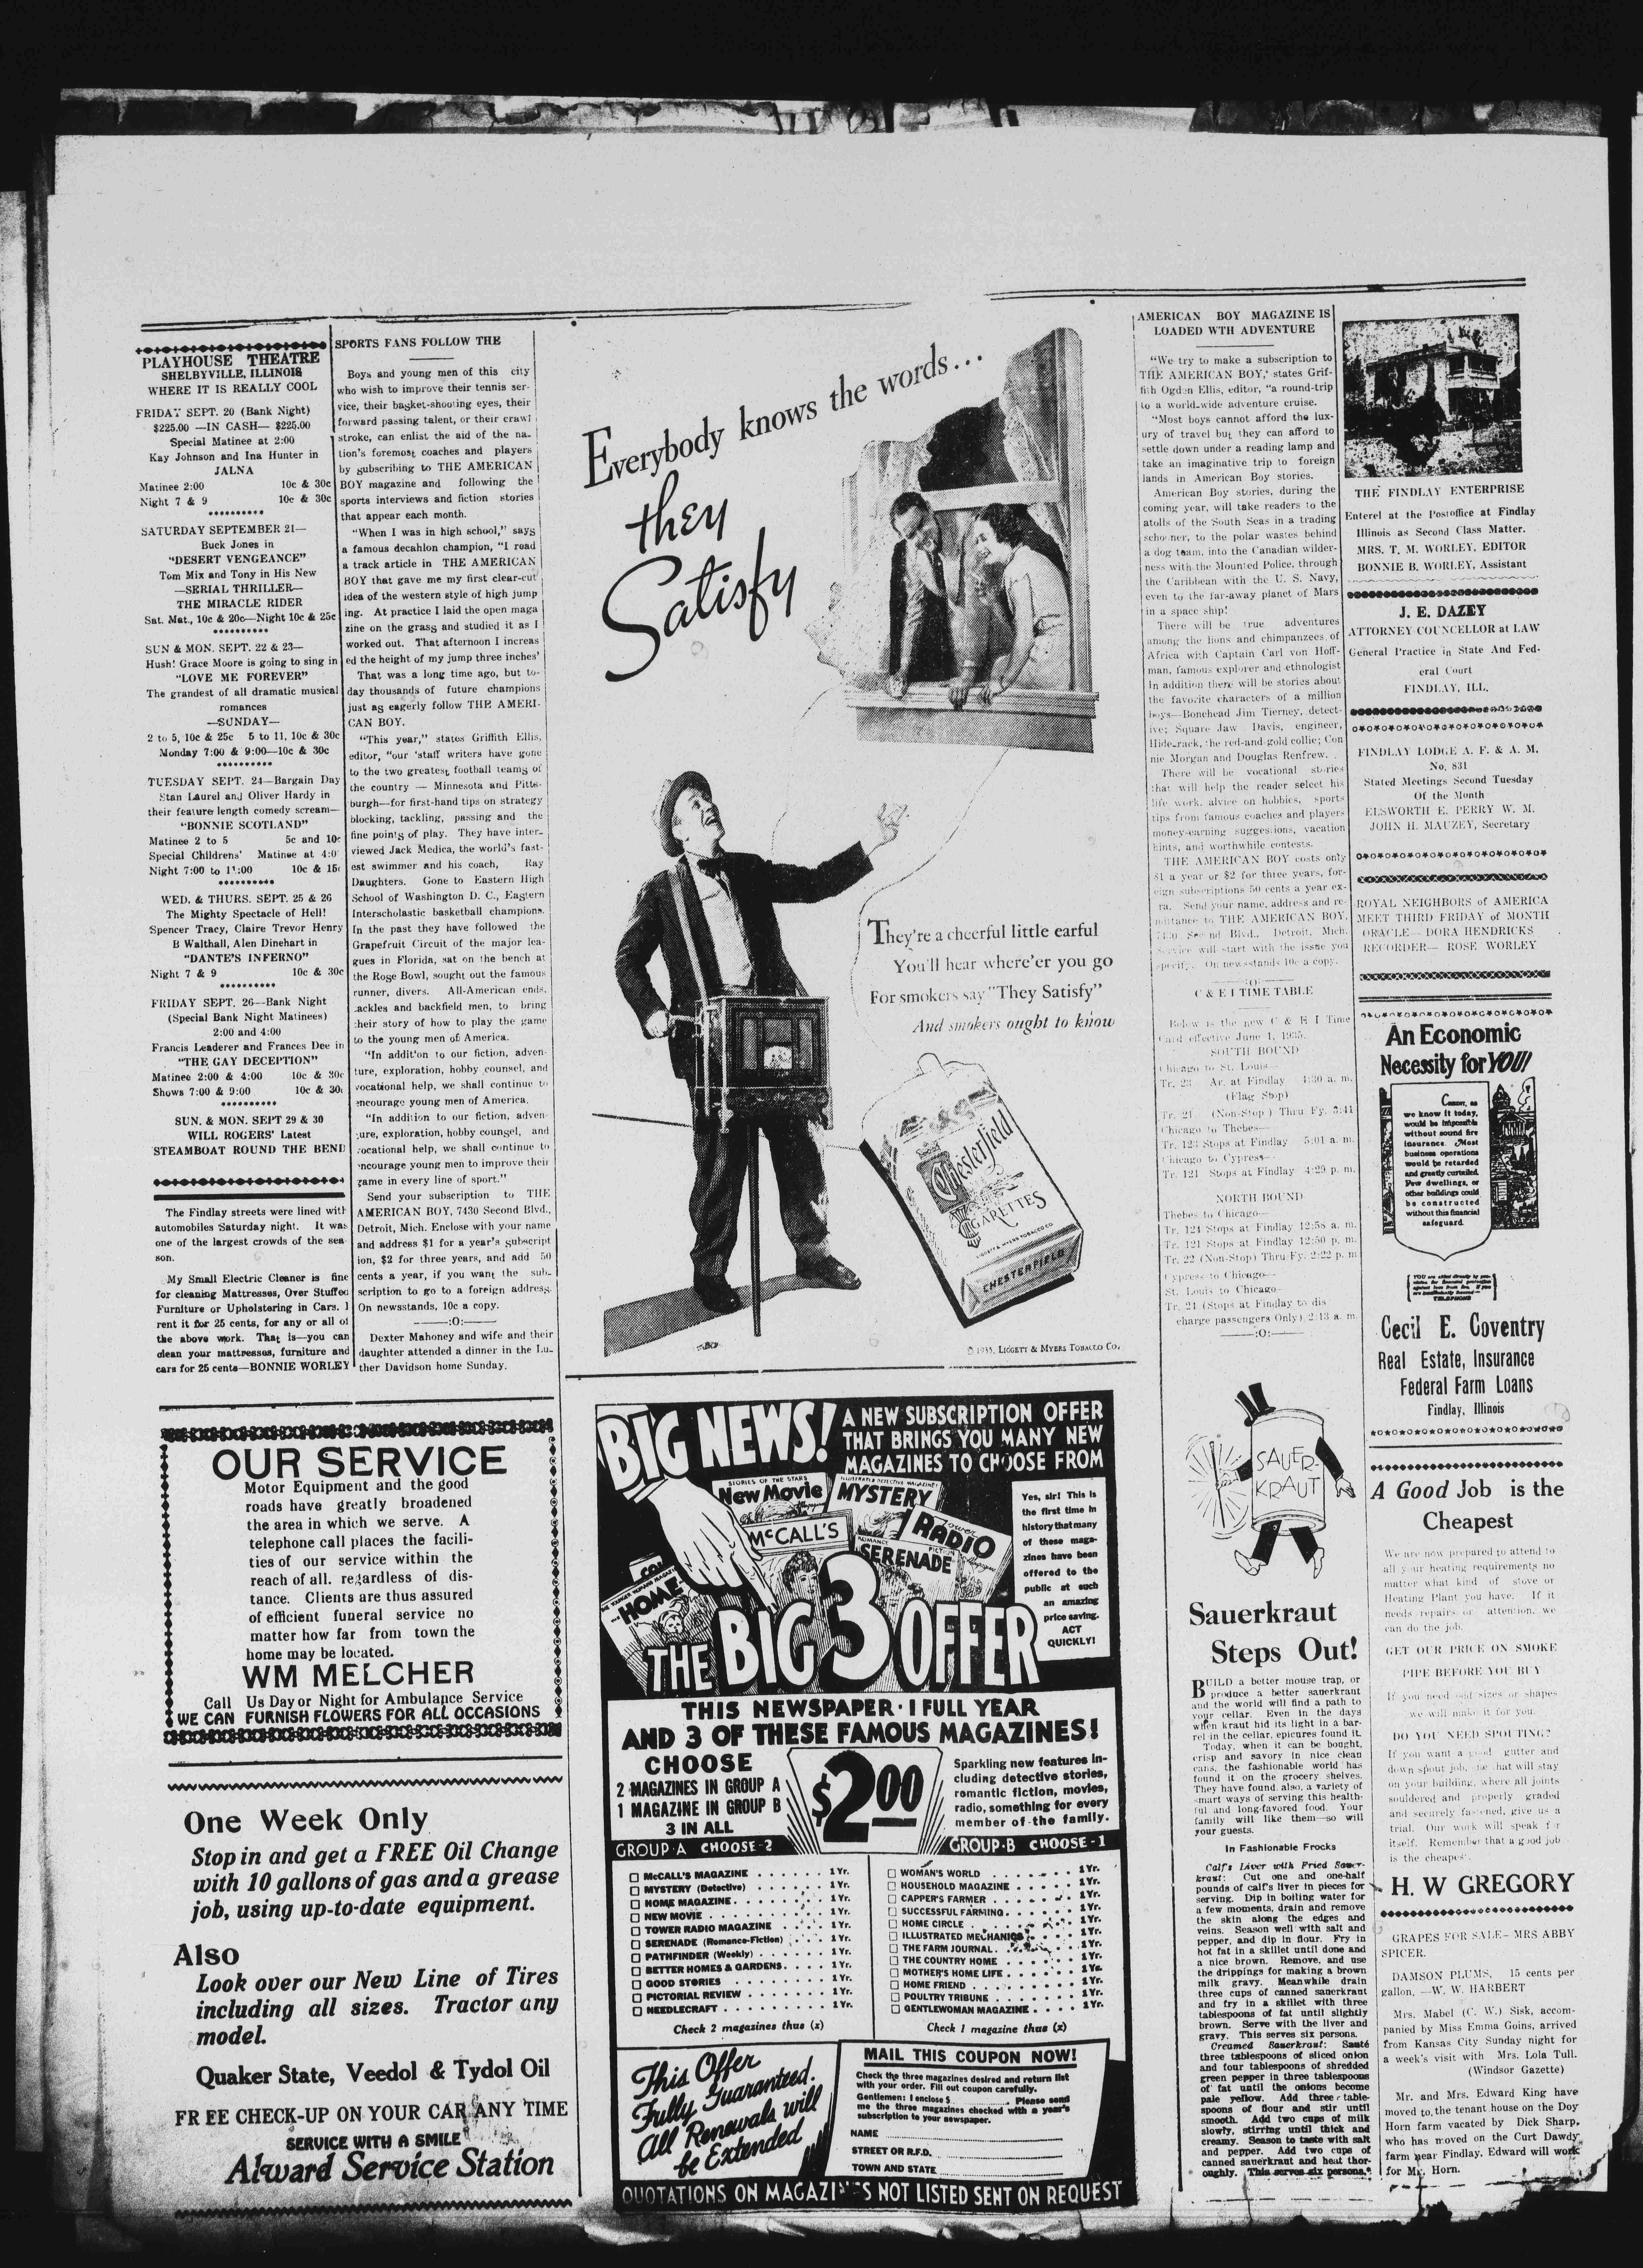 PLAYHOUSE THEATRE
SHELBYVILLE, ILLINOIS
WHERE IT IS REALLY COOL
FRIDAY SEPT. 20 (Bank Night)
$225.00 —IN CASH— $225.00
Special Matinee at 2:00
Kay Johnson and Ina Hunter in
JALNA
Matinee 2:00 10c & 30c
Night 7 & 9 10c & 30c
SATURDAY SEPTEMBER 21—
Buck Jones in
"DESERT VENGEANCE"
Tom Mix and Tony in His New
—SERIAL THRILLER—
THE MIRACLE RIDER
Sat. Mat., 10c & 20c—Night 10c & 25c
SUN & MON. SEPT. 22 & 23—
Hush! Grace Moore is going to sing in
"LOVE ME FOREVER"
The grandest of all dramatic musical
romances
—SUNDAY—
2 to 5, 10c & 25c 5 to 11, 10c & 30c
Monday 7:00 & 9:00—10c & 30c
TUESDAY SEPT. 24—Bargain Day
Stan Laurel and Oliver Hardy in
their feature length comedy scream—
"BONNIE SCOTLAND"
Matinee 2 to 5 5c and 10c
Special Childrens' Matinee at 4:0
Night 7:00 to 11:00 10c & 15c
WED. & THURS. SEPT. 25 & 26
The Mighty Spectacle of Hell!
Spencer Tracy, Claire Trevor Henry
B Walthall, Alen Dinehart in
"DANTE'S INFERNO"
Night 7 & 9 10c & 30c
FRIDAY SEPT. 26—Bank Night
(Special Bank Night Matinees)
2:00 and 4:00
Francis Leaderer and Frances Dee in
"THE GAY DECEPTION"
Matinee 2:00 & 4:00 10c & 30c
Shows 7:00 & 9:00 10c & 30c
SUN. & MON. SEPT 29 & 30
WILL ROGERS' Latest
STEAMBOAT ROUND THE BEND
The Findlay streets were lined with
automobiles Saturday night. It was
one of the largest crowds of the sea
son.
My Small Electric Cleaner is fine
for cleaning Mattresses, Over Stuffed
Furniture or Upholstering in Cars. I
rent it for 25 cents, for any or all of
the above work. That is—you can
clean your mattresses, furniture and
cars for 25 cents—BONNIE WORLEY
SPORTS FANS FOLLOW THE
Boys and young men of this city
who wish to improve their tennis ser-
vice, their basket-shooting eyes, their
forward passing talent, or their crawl
stroke, can enlist the aid of the na-
tion's foremost coaches and players
by subscribing to THE AMERICAN
BOY magazine and following the
sports interviews and fiction stories
that appear each month.
"When I was in high school," says
a famous decahlon champion, "I read
a track article in THE AMERICAN
BOY that gave me my first clear-cut
idea of the western style of high jump
ing. At practice I laid the open maga
zine on the grass and studied it as I
worked out. That afternoon I increas
ed the height of my jump three inches'
That was a long time ago, but to-
day thousands of future champions
just as eagerly follow THE AMERI-
CAN BOY.
"This year," states Griffith Ellis,
editor, "our staff writers have gone
to the two greatest football teams of
the country — Minnesota and Pitts-
burgh—for first-hand tips on strategy
blocking, tackling, passing and the
fine points of play. They have inter-
viewed Jack Medica, the world's fast-
est swimmer and his coach, Ray
Daughters. Gone to Eastern High
School of Washington D. C., Eastern
Interscholastic basketball champions.
In the past they have followed the
Grapefruit Circuit of the major lea-
gues in Florida, sat on the bench at
the Rose Bowl, sought out the famous
runner, divers. All-American ends,
ackles and backfield men, to bring
heir story of how to play the game
to the young men of America.
"In addit'on to our fiction, adven-
ture, exploration, hobby counsel, and
vocational help, we shall continue to
encourage young men of America.
"In addition to our fiction, adven
ure, exploration, hobby counsel, and
vocational help, we shall continue to
encourage young men to improve their
game in every line of sport."
Send your subscription to THE
AMERICAN BOY, 7430 Second Blvd.,
Detroit, Mich. Enclose with your name
and address $1 for a year's subscript
ion, $2 for three years, and add 50
cents a year, if you want the sub-
scription to go to a foreign address.
On newsstands, 10c a copy.
——:O:——
Dexter Mahoney and wife and their
daughter attended a dinner in the Lu-
ther Davidson home Sunday.
OUR SERVICE
Motor Equipment and the good
roads have greatly broadened
the area in which we serve. A
telephone call places the facili-
ties of our service within the
reach of all. regardless of dis-
tance. Clients are thus assured
of efficient funeral service no
matter how far from town the
home may be located.
WM MELCHER
Call Us Day or Night for Ambulance Service
WE CAN FURNISH FLOWERS FOR ALL OCCASIONS
One Week Only
Stop in and get a FREE Oil Change
with 10 gallons of gas and a grease
job, using up-to-date equipment.
Also
Look over our New Line of Tires
including all sizes. Tractor any
model.
Quaker State, Veedol & Tydol Oil
FREE CHECK-UP ON YOUR CAR ANY TIME
SERVICE WITH A SMILE
Alward Service Station
Everybody knows the words...
they
Satisfy
They're a cheerful little earful
You'll hear where'er you go
For smokers say "They Satisfy"
And smokers ought to know
Chesterfield
CIGARETTES
LIGGETT & MYERS TOBACCO CO.
CHESTERFIELD
© 1935, LIGGETT & MYERS TOBACCO CO.
BIG NEWS!
A NEW SUBSCRIPTION OFFER
THAT BRINGS YOU MANY NEW
MAGAZINES TO CHOOSE FROM
STORIES OF THE STARS
New Movie
ILLUSTRATED DETECTIVE MAGAZINE
MYSTERY
McCALL'S
Tower
RADIO
ROMANCE FICTION
SERENADE
HOME
Yes, sir! This is
the first time in
history that many
of these maga-
zines have been
offered to the
public at such
an amazing
price saving.
ACT
QUICKLY!
THE BIG 3 OFFER
THIS NEWSPAPER · 1 FULL YEAR
AND 3 OF THESE FAMOUS MAGAZINES!
CHOOSE
2 MAGAZINES IN GROUP A
1 MAGAZINE IN GROUP B
3 IN ALL
$2.00
Sparkling new features in-
cluding detective stories,
romantic fiction, movies,
radio, something for every
member of the family.
GROUP-A CHOOSE-2
McCALL'S MAGAZINE 1 Yr.
MYSTERY (Detective) 1 Yr.
HOME MAGAZINE 1 Yr.
NEW MOVIE 1 Yr.
TOWER RADIO MAGAZINE 1 Yr.
SERENADE (Romance-Fiction) 1 Yr.
PATHFINDER (Weekly) 1 Yr.
BETTER HOMES & GARDENS 1 Yr.
GOOD STORIES 1 Yr.
PICTORIAL REVIEW 1 Yr.
NEEDLECRAFT 1 Yr.
Check 2 magazines thus (x)
GROUP-B CHOOSE-1
WOMAN'S WORLD 1 Yr.
HOUSEHOLD MAGAZINE 1 Yr.
CAPPER'S FARMER 1 Yr.
SUCCESSFUL FARMING 1 Yr.
HOME CIRCLE 1 Yr.
ILLUSTRATED MECHANICS 1 Yr.
THE FARM JOURNAL 1 Yr.
THE COUNTRY HOME 1 Yr.
MOTHER'S HOME LIFE 1 Yr.
HOME FRIEND 1 Yr.
POULTRY TRIBUNE 1 Yr.
GENTLEWOMAN MAGAZINE 1 Yr.
Check 1 magazine thus (x)
This Offer
Fully Guaranteed.
All Renewals will
be Extended
MAIL THIS COUPON NOW!
Check the three magazines desired and return list
with your order. Fill out coupon carefully.
Gentlemen: I enclose $ Please send
me the three magazines checked with a year's
subscription to your newspaper.
NAME
STREET OR R.F.D.
TOWN AND STATE
QUOTATIONS ON MAGAZINES NOT LISTED SENT ON REQUEST
AMERICAN BOY MAGAZINE IS
LOADED WTH ADVENTURE
"We try to make a subscription to
THE AMERICAN BOY,' states Grif-
fith Ogden Ellis, editor, "a round-trip
to a world-wide adventure cruise.
"Most boys cannot afford the lux-
ury of travel but they can afford to
settle down under a reading lamp and
take an imaginative trip to foreign
lands in American Boy stories.
American Boy stories, during the
coming year, will take readers to the
atolls of the South Seas in a trading
schooner, to the polar wastes behind
a dog team, into the Canadian wilder-
ness with the Mounted Police, through
the Caribbean with the U. S. Navy,
even to the far-away planet of Mars
in a space ship!
There will be true adventures
among the lions and chimpanzees of
Africa with Captain Carl von Hoff-
man, famous explorer and ethnologist
In addition there will be stories about
the favorite characters of a million
boys—Bonehead Jim Tierney, detect-
ive; Square Jaw Davis, engineer,
Hide-rack, the red-and-gold collie; Con
nie Morgan and Douglas Renfrew.
There will be vocational stories
that will help the reader select his
life work, advice on hobbies, sports
tips from famous coaches and players
money-earning suggestions, vacation
hints, and worthwhile contests.
THE AMERICAN BOY costs only
$1 a year or $2 for three years, for-
eign subscriptions 50 cents a year ex-
ra. Send your name, address and re-
mittance to THE AMERICAN BOY,
7430 Second Blvd., Detroit, Mich.
Service will start with the issue you
specify. On newsstands 10c a copy.
——:O:——
C & E I TIME TABLE
Below is the new C & E I Time
Card effective June 1, 1935.
SOUTH BOUND
Chicago to St. Louis—
Tr. 23 Ar. at Findlay 4:30 a. m.
(Flag Stop)
Tr. 21 (Non-Stop) Thru Fy. 3:41
Chicago to Thebes—
Tr. 123 Stops at Findlay 5:01 a. m.
Chicago to Cypress—
Tr. 121 Stops at Findlay 4:29 p. m.
NORTH BOUND
Thebes to Chicago—
Tr. 124 Stops at Findlay 12:58 a. m.
Tr. 121 Stops at Findlay 12:50 p. m.
Tr. 22 (Non-Stop) Thru Fy. 2:22 p. m
Cypress to Chicago—
St. Louis to Chicago—
Tr. 21 (Stops at Findlay to dis
charge passengers Only) 2:13 a. m.
——:O:——
SAUER-
KRAUT
Sauerkraut
Steps Out!
BUILD a better mouse trap, or
produce a better sauerkraut
and the world will find a path to
your cellar. Even in the days
when kraut hid its light in a bar-
rel in the cellar, epicures found it.
Today, when it can be bought,
crisp and savory in nice clean
cans, the fashionable world has
found it on the grocery shelves.
They have found, also, a variety of
smart ways of serving this health-
ful and long-favored food. Your
family will like them—so will
your guests.
In Fashionable Frocks
Calf's Liver with Fried Sauer-
kraut: Cut one and one-half
pounds of calf's liver in pieces for
serving. Dip in boiling water for
a few moments, drain and remove
the skin along the edges and
veins. Season well with salt and
pepper, and dip in flour. Fry in
hot fat in a skillet until done and
a nice brown. Remove, and use
the drippings for making a brown
milk gravy. Meanwhile drain
three cups of canned sauerkraut
and fry in a skillet with three
tablespoons of fat until slightly
brown. Serve with the liver and
gravy. This serves six persons.
Creamed Sauerkraut: Sauté
three tablespoons of sliced onion
and four tablespoons of shredded
green pepper in three tablespoons
of fat until the onions become
pale yellow. Add three table-
spoons of flour and stir until
smooth. Add two cups of milk
slowly, stirring until thick and
creamy. Season to taste with salt
and pepper. Add two cups of
canned sauerkraut and heat thor-
oughly. This serves six persons.*
THE FINDLAY ENTERPRISE
Enterel at the Postoffice at Findlay
Illinois as Second Class Matter.
MRS. T. M. WORLEY, EDITOR
BONNIE B. WORLEY, Assistant
J. E. DAZEY
ATTORNEY COUNCELLOR at LAW
General Practice in State And Fed-
eral Court
FINDLAY, ILL.
FINDLAY LODGE A. F. & A. M.
No. 831
Stated Meetings Second Tuesday
Of the Month
ELSWORTH E. PERRY W. M.
JOHN H. MAUZEY, Secretary
ROYAL NEIGHBORS of AMERICA
MEET THIRD FRIDAY of MONTH
ORACLE— DORA HENDRICKS
RECORDER— ROSE WORLEY
An Economic
Necessity for YOU!
CREDIT, as
we know it today,
would be impossible
without sound fire
insurance. Most
business operations
would be retarded
and greatly curtailed.
Few dwellings, or
other buildings could
be constructed
without this financial
safeguard.
TELEPHONE
Cecil E. Coventry
Real Estate, Insurance
Federal Farm Loans
Findlay, Illinois
A Good Job is the
Cheapest
We are now prepared to attend to
all your heating requirements no
matter what kind of stove or
Heating Plant you have. If it
needs repairs or attention, we
can do the job.
GET OUR PRICE ON SMOKE
PIPE BEFORE YOU BUY
If you need odd sizes or shapes
we will make it for you.
DO YOU NEED SPOUTING?
If you want a good gutter and
down spout job, one that will stay
on your building, where all joints
souldered and properly graded
and securely fastened, give us a
trial. Our work will speak for
itself. Remember that a good job
is the cheapest.
H. W GREGORY
GRAPES FOR SALE– MRS ABBY
SPICER.
DAMSON PLUMS, 15 cents per
gallon, —W. W. HARBERT
Mrs. Mabel (C. W.) Sisk, accom-
panied by Miss Emma Goins, arrived
from Kansas City Sunday night for
a week's visit with Mrs. Lola Tull.
(Windsor Gazette)
Mr. and Mrs. Edward King have
moved to the tenant house on the Doy
Horn farm vacated by Dick Sharp,
who has moved on the Curt Dawdy
farm near Findlay. Edward will work
for Mr. Horn.